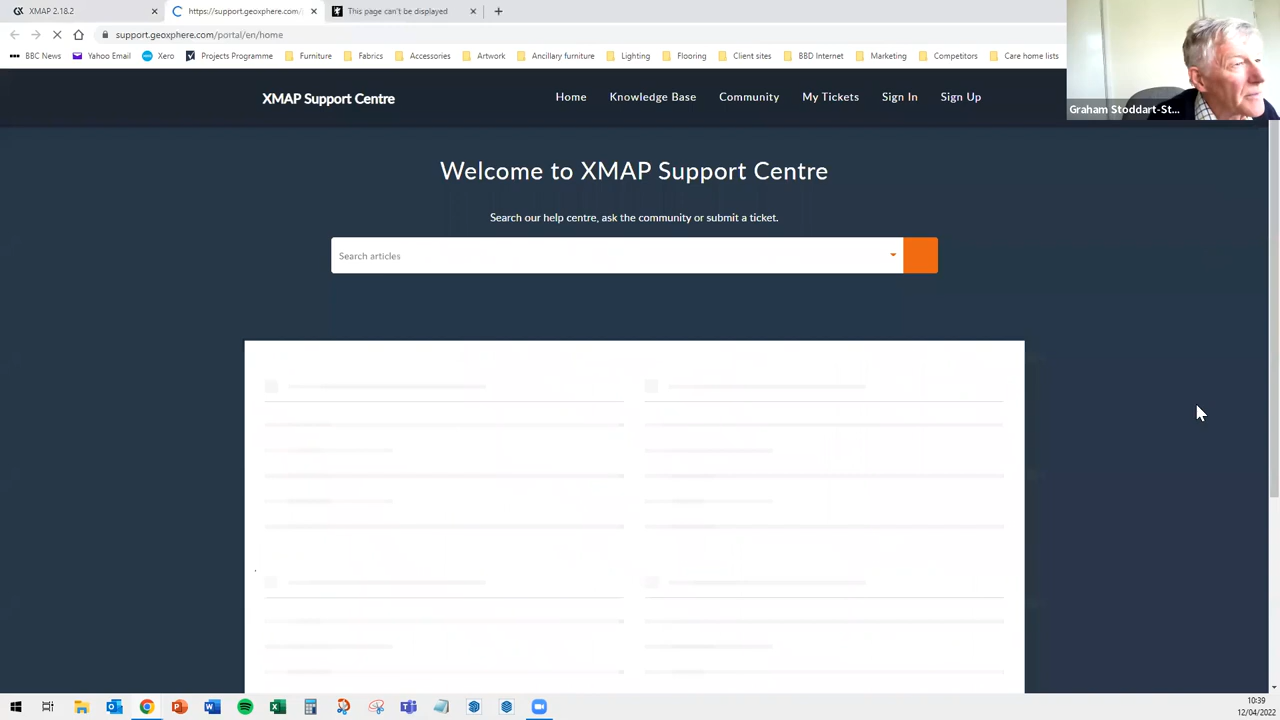 XMAP 2.18.2
https://support.geoxphere.com/
This page can't be displayed
support.geoxphere.com/portal/en/home
BBC News
Yahoo Email
Xero
Projects Programme
Furniture
Fabrics
Accessories
Artwork
Ancillary furniture
Lighting
Flooring
Client sites
BBD Internet
Marketing
Competitors
Care home lists
Graham Stoddart-St...
XMAP Support Centre
Home
Knowledge Base
Community
My Tickets
Sign In
Sign Up
Welcome to XMAP Support Centre
Search our help centre, ask the community or submit a ticket.
Search articles
10:39
12/04/2022